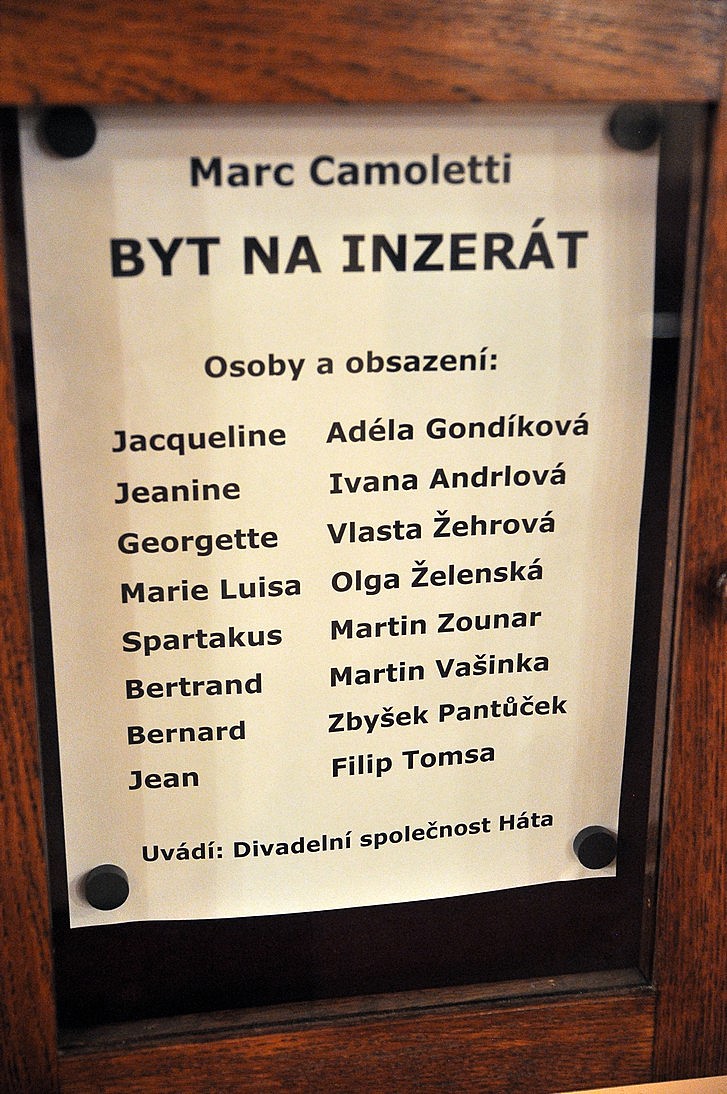 Marc Camoletti
BYT NA INZERÁT
Osoby a obsazení:
Jacqueline Adéla Gondíková
Jeanine Ivana Andrlová
Georgette Vlasta Žehrová
Marie Luisa Olga Želenská
Spartakus Martin Zounar
Bertrand Martin Vašinka
Bernard Zbyšek Pantůček
Jean Filip Tomsa
Uvádí: Divadelní společnost Háta